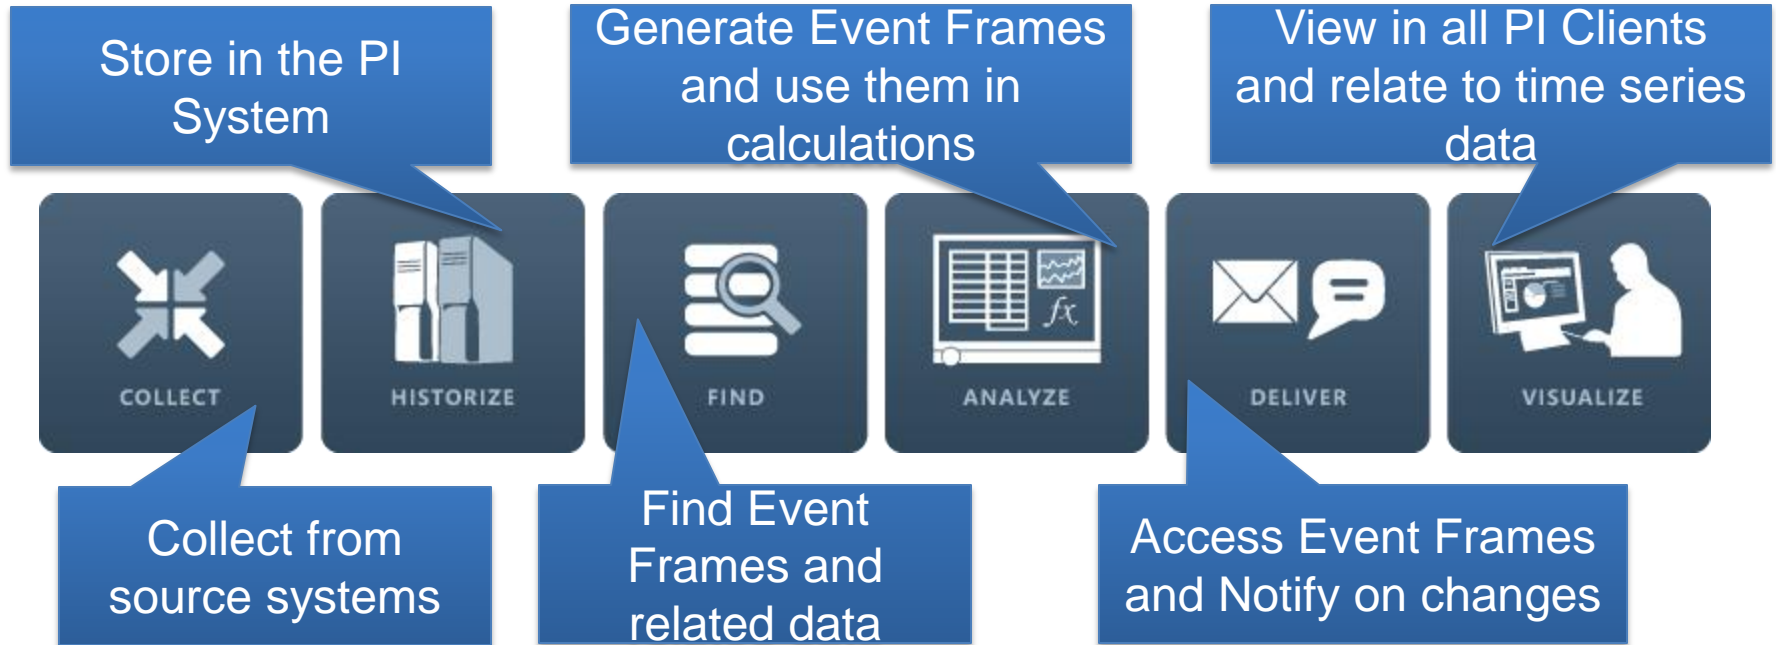 Store in the PI
System
Generate Event Frames
and use them in
calculations
View in all PI Clients
and relate to time series
data
COLLECT
HISTORIZE
FIND
fx
ANALYZE
DELIVER
VISUALIZE
Collect from
source systems
Find Event
Frames and
related data
Access Event Frames
and Notify on changes